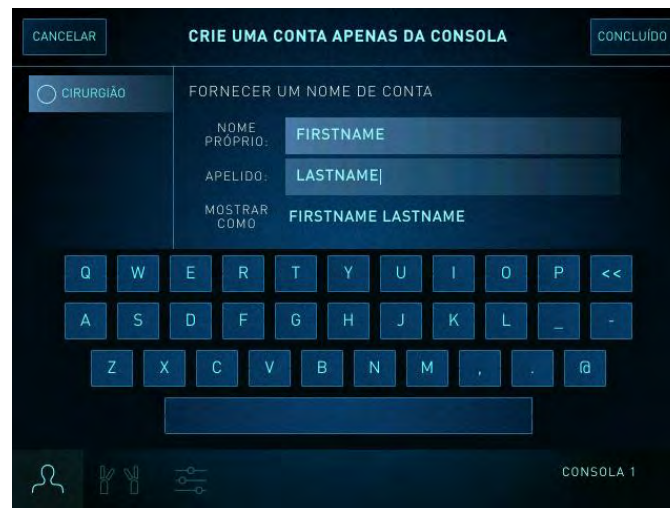 CANCELAR
CRIE UMA CONTA APENAS DA CONSOLA
CONCLUÍDO
CIRURGIÃO
FORNECER UM NOME DE CONTA
NOME
PRÓPRIO:
FIRSTNAME
APELIDO:
LASTNAME
MOSTRAR
COMO
FIRSTNAME LASTNAME
Q W E R T Y U I O P <<
A S D F G H J K L _ -
Z X C V B N M , . @
CONSOLA 1